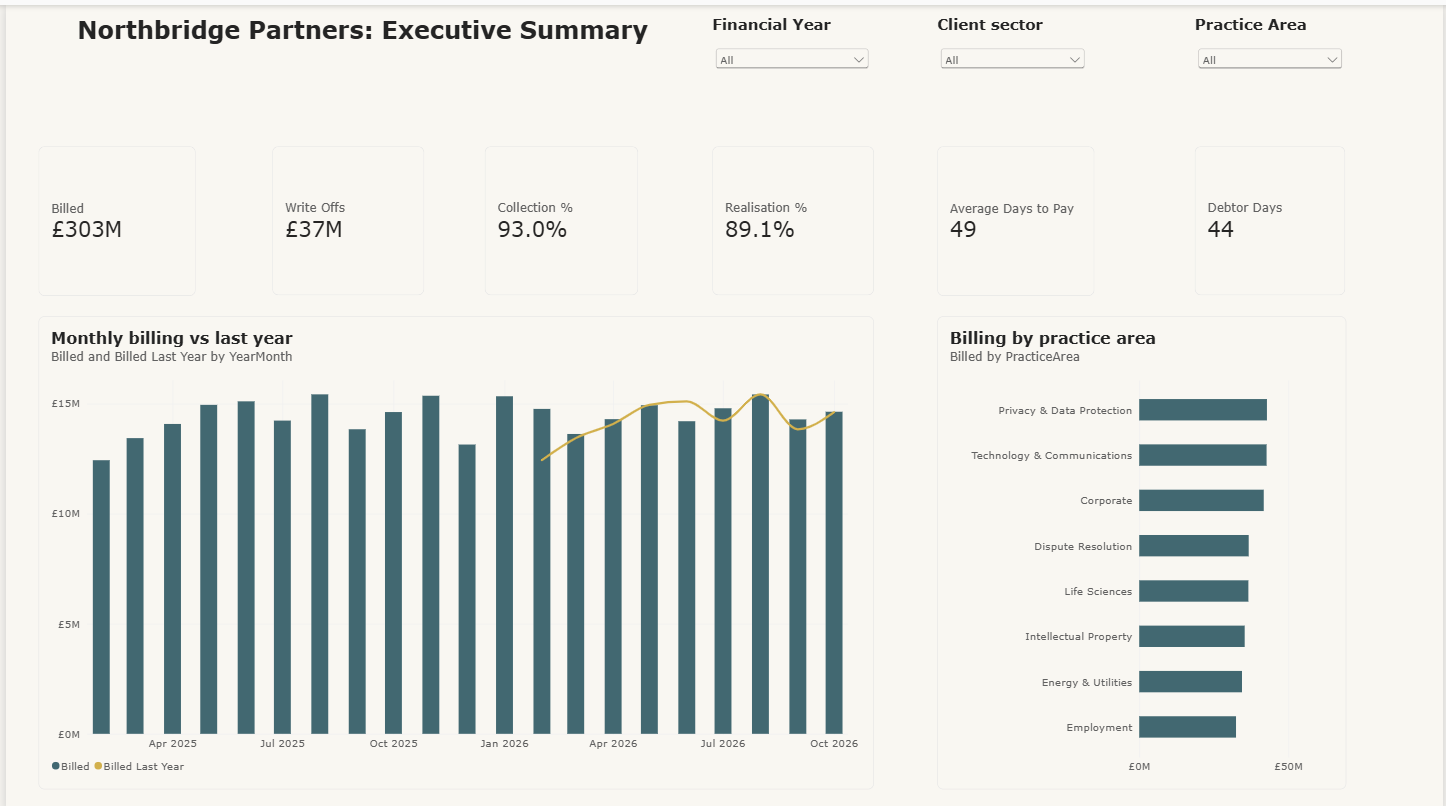 Northbridge Partners: Executive Summary
Financial Year
All
Client sector
All
Practice Area
All
Billed
£303M
Write Offs
£37M
Collection %
93.0%
Realisation %
89.1%
Average Days to Pay
49
Debtor Days
44
Monthly billing vs last year
Billed and Billed Last Year by YearMonth
£15M
£10M
£5M
£0M
Apr 2025
Jul 2025
Oct 2025
Jan 2026
Apr 2026
Jul 2026
Oct 2026
Billed
Billed Last Year
Billing by practice area
Billed by PracticeArea
Privacy & Data Protection
Technology & Communications
Corporate
Dispute Resolution
Life Sciences
Intellectual Property
Energy & Utilities
Employment
£0M
£50M